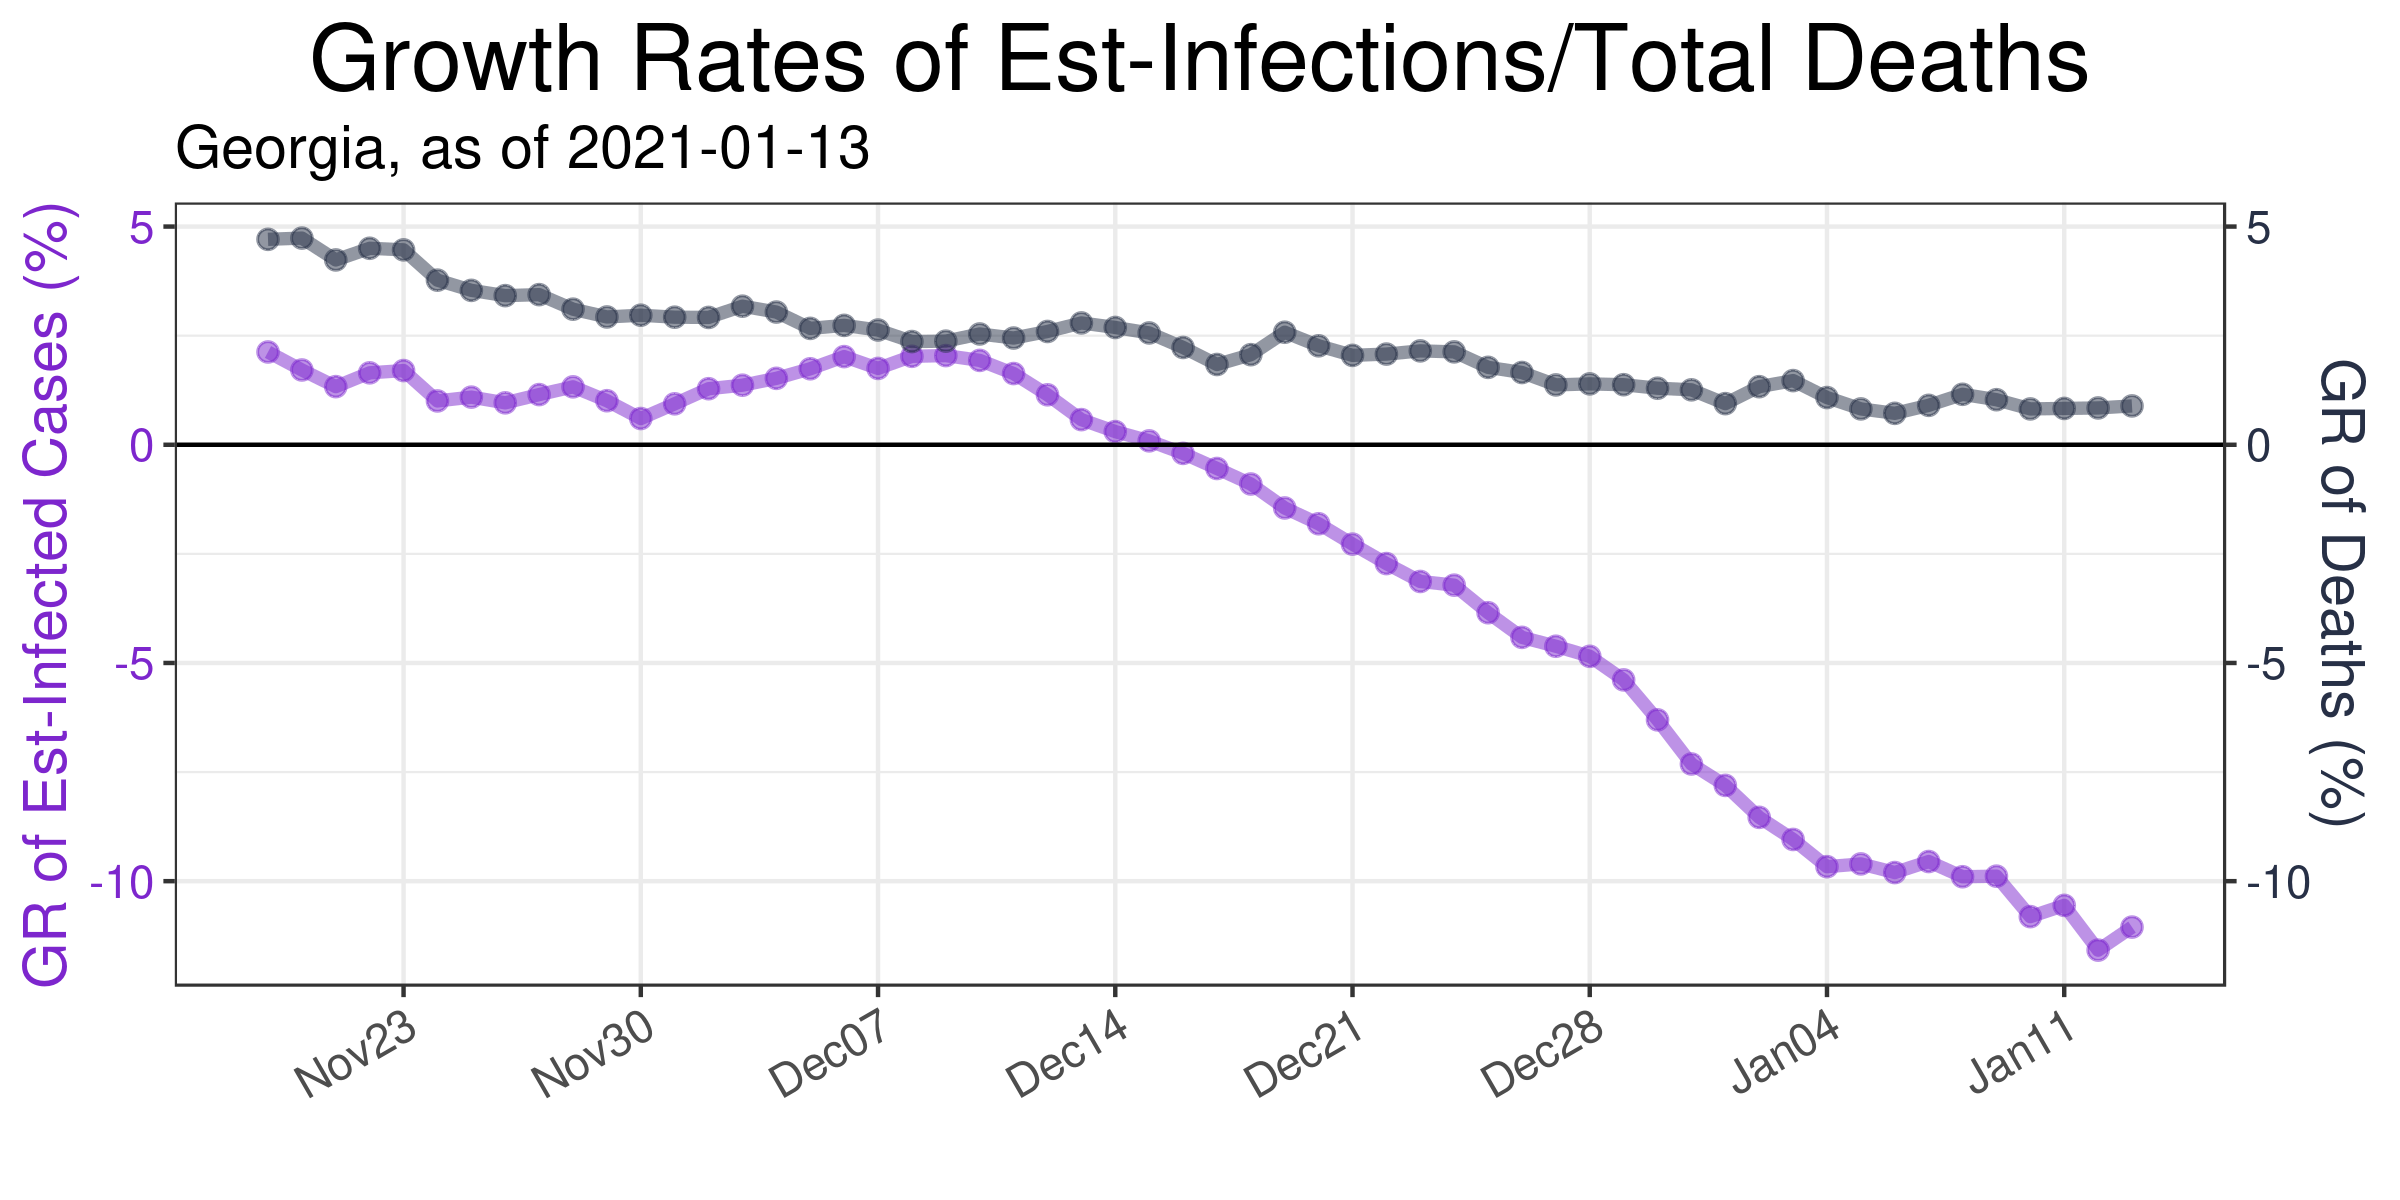 Growth Rates of Est-Infections/Total Deaths
Georgia, as of 2021-01-13
GR of Est-Infected Cases (%)
5
0
-5
-10
5
0
-5
-10
GR of Deaths (%)
Nov23
Nov30
Dec07
Dec14
Dec21
Dec28
Jan04
Jan11